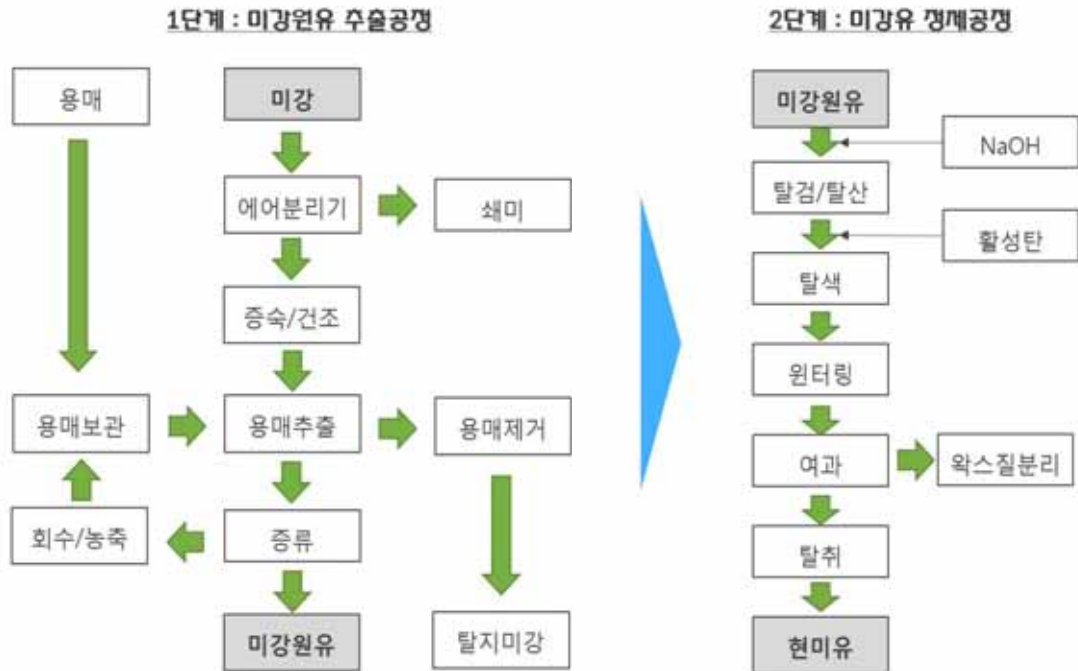 1단계 : 미강원유 추출공정
용매
미강
에어분리기
쇄미
증숙/건조
용매보관
용매추출
용매제거
회수/농축
증류
미강원유
탈지미강
2단계 : 미강유 정제공정
미강원유
NaOH
탈검/탈산
활성탄
탈색
윈터링
여과
왁스질분리
탈취
현미유